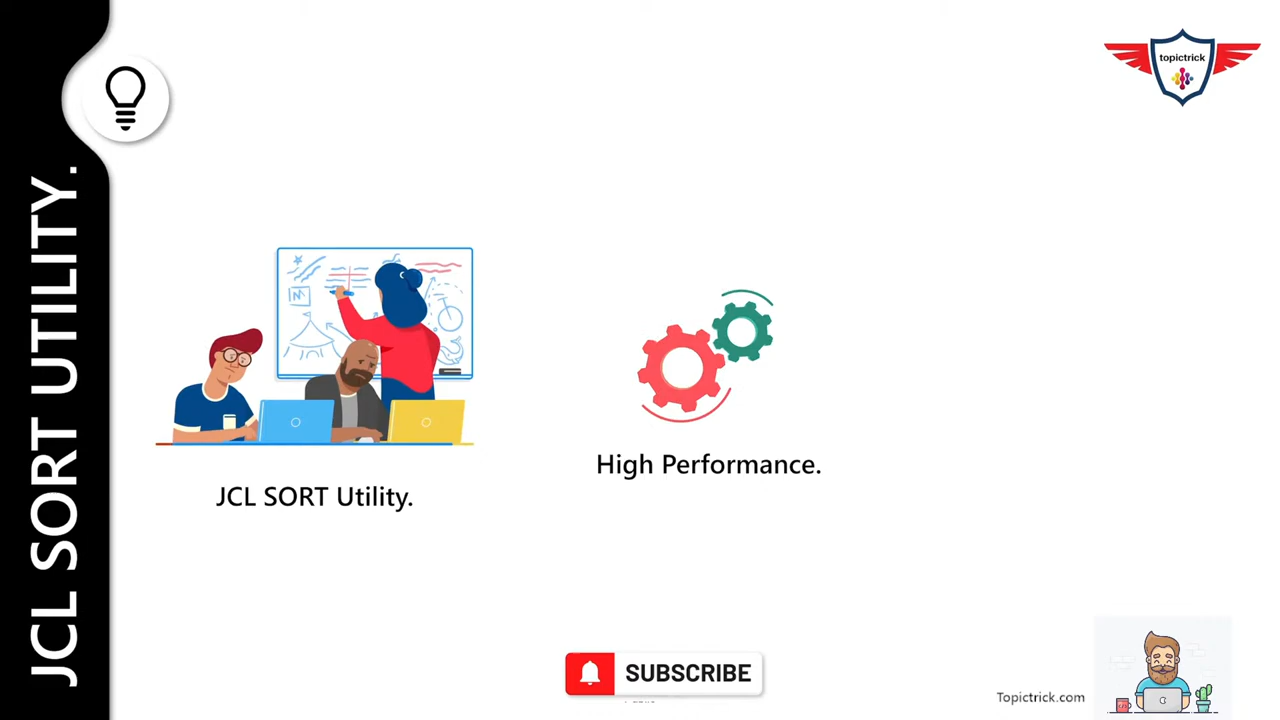 JCL SORT UTILITY.
topictrick
JCL SORT Utility.
High Performance.
SUBSCRIBE
Topictrick.com